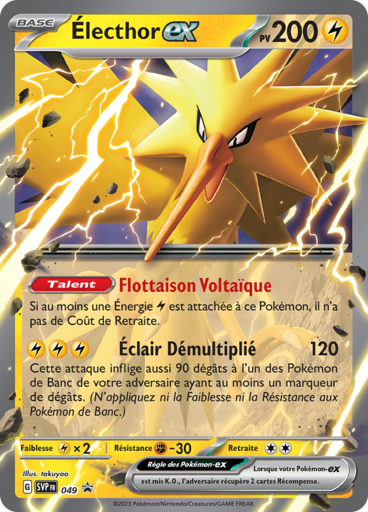 BASE Électhor ex PV 200
Talent Flottaison Voltaïque
Si au moins une Énergie est attachée à ce Pokémon, il n'a
pas de Coût de Retraite.
Éclair Démultiplié 120
Cette attaque inflige aussi 90 dégâts à l'un des Pokémon
de Banc de votre adversaire ayant au moins un marqueur
de dégâts. (N'appliquez ni la Faiblesse ni la Résistance aux
Pokémon de Banc.)
Faiblesse ×2 Résistance -30 Retraite
Illus. takuyoa
Règle des Pokémon-ex Lorsque votre Pokémon-ex
est mis K.O., l'adversaire récupère 2 cartes Récompense.
G SVP FR 049
©2023 Pokémon/Nintendo/Creatures/GAME FREAK